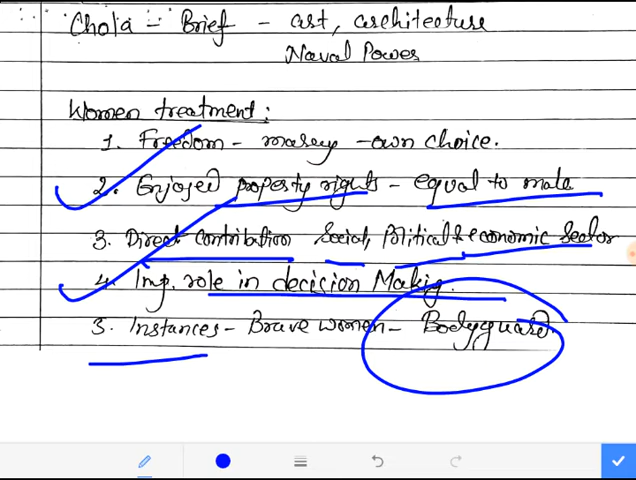 Chola - Brief - art, architecture
Naval Power
Women treatment:
1. Freedom - marry - own choice.
2. Enjoyed property rights - equal to male
3. Direct contribution Social, Political & economic Sector
4. Imp. role in decision Making.
5. Instances - Brave women - Bodyguard.